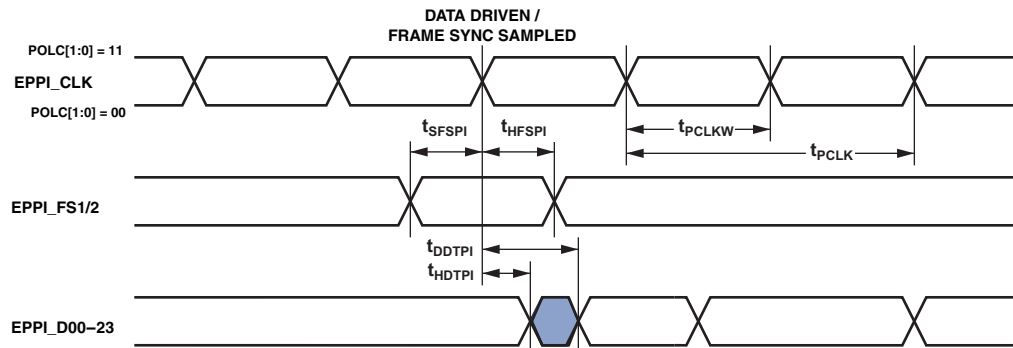 DATA DRIVEN /
FRAME SYNC SAMPLED
POLC[1:0] = 11
EPPI_CLK
POLC[1:0] = 00
tSFSPI
tHFSPI
tPCLKW
tPCLK
EPPI_FS1/2
tDDTPI
tHDTPI
EPPI_D00–23